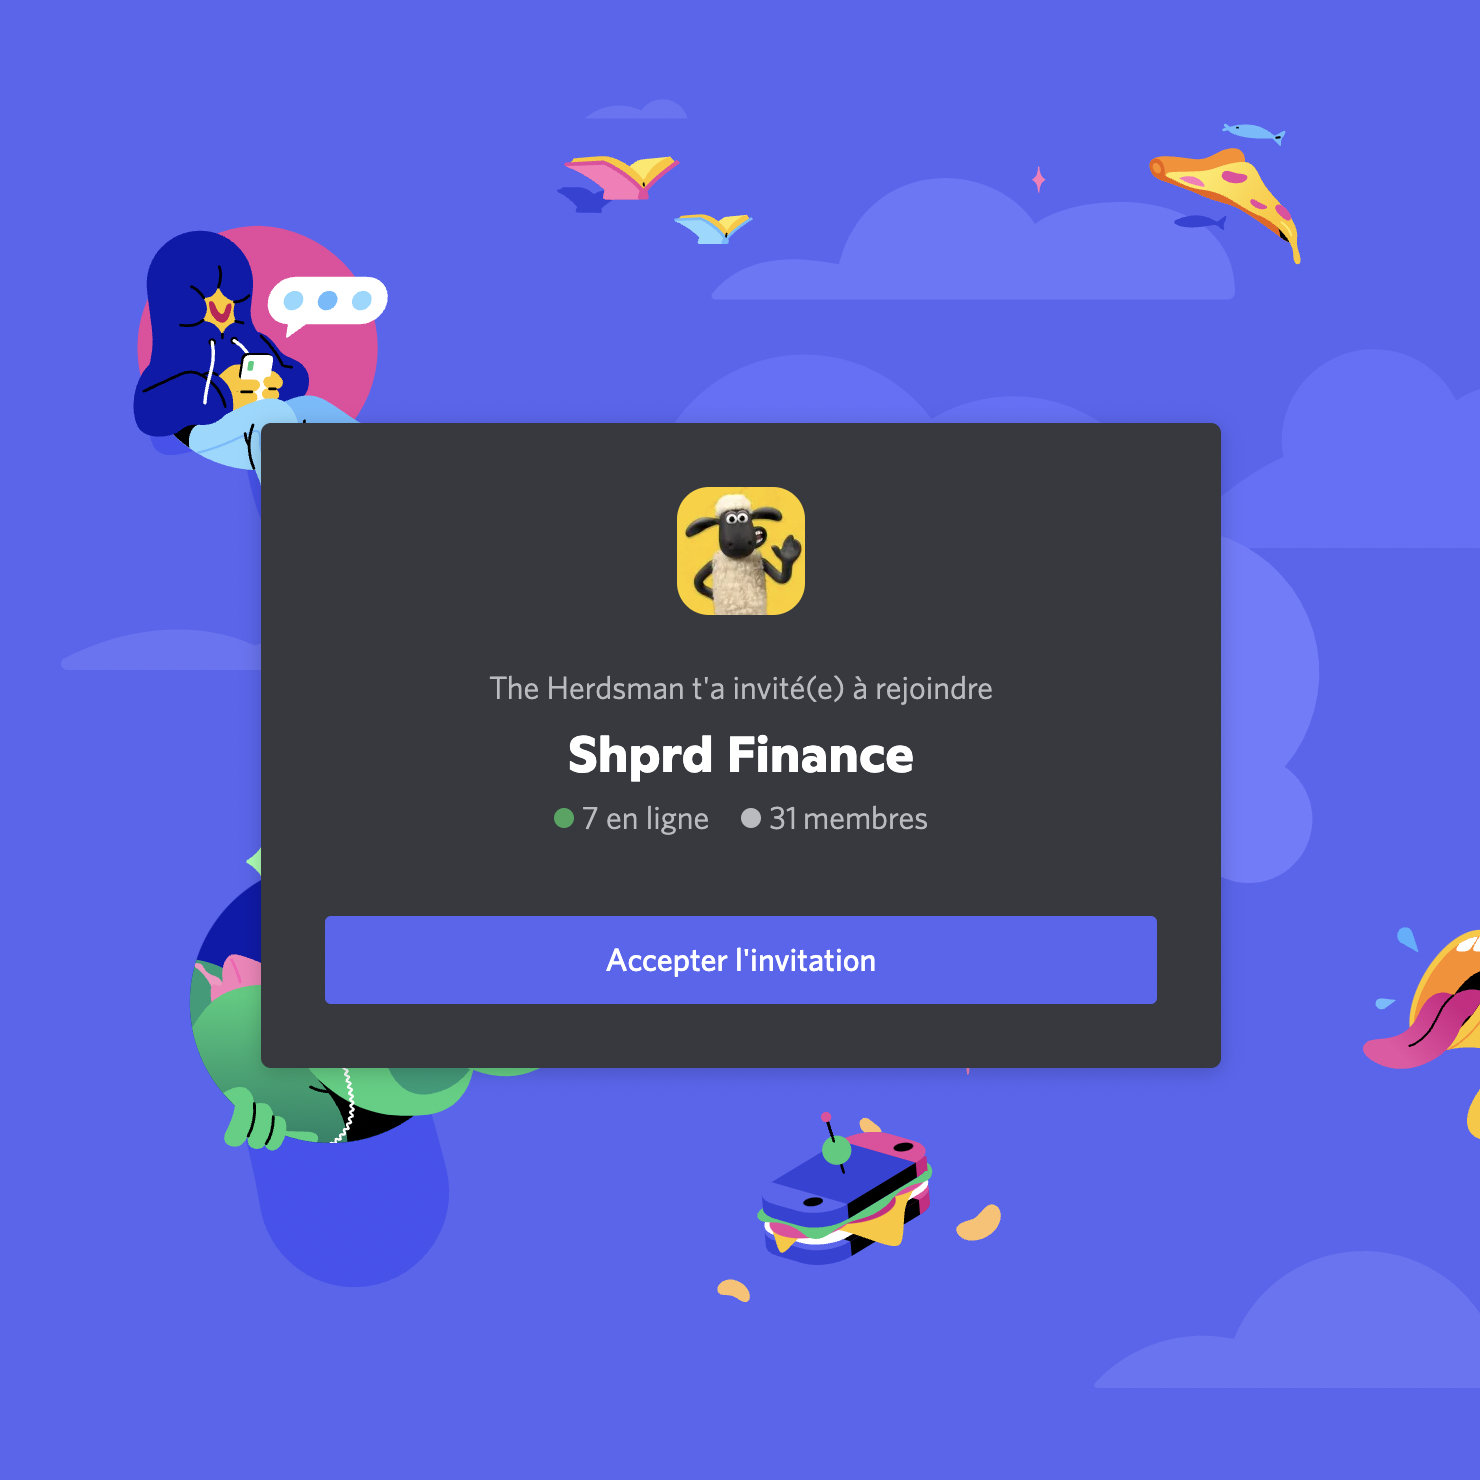 The Herdsman t'a invité(e) à rejoindre
Shprd Finance
7 en ligne 31 membres
Accepter l'invitation